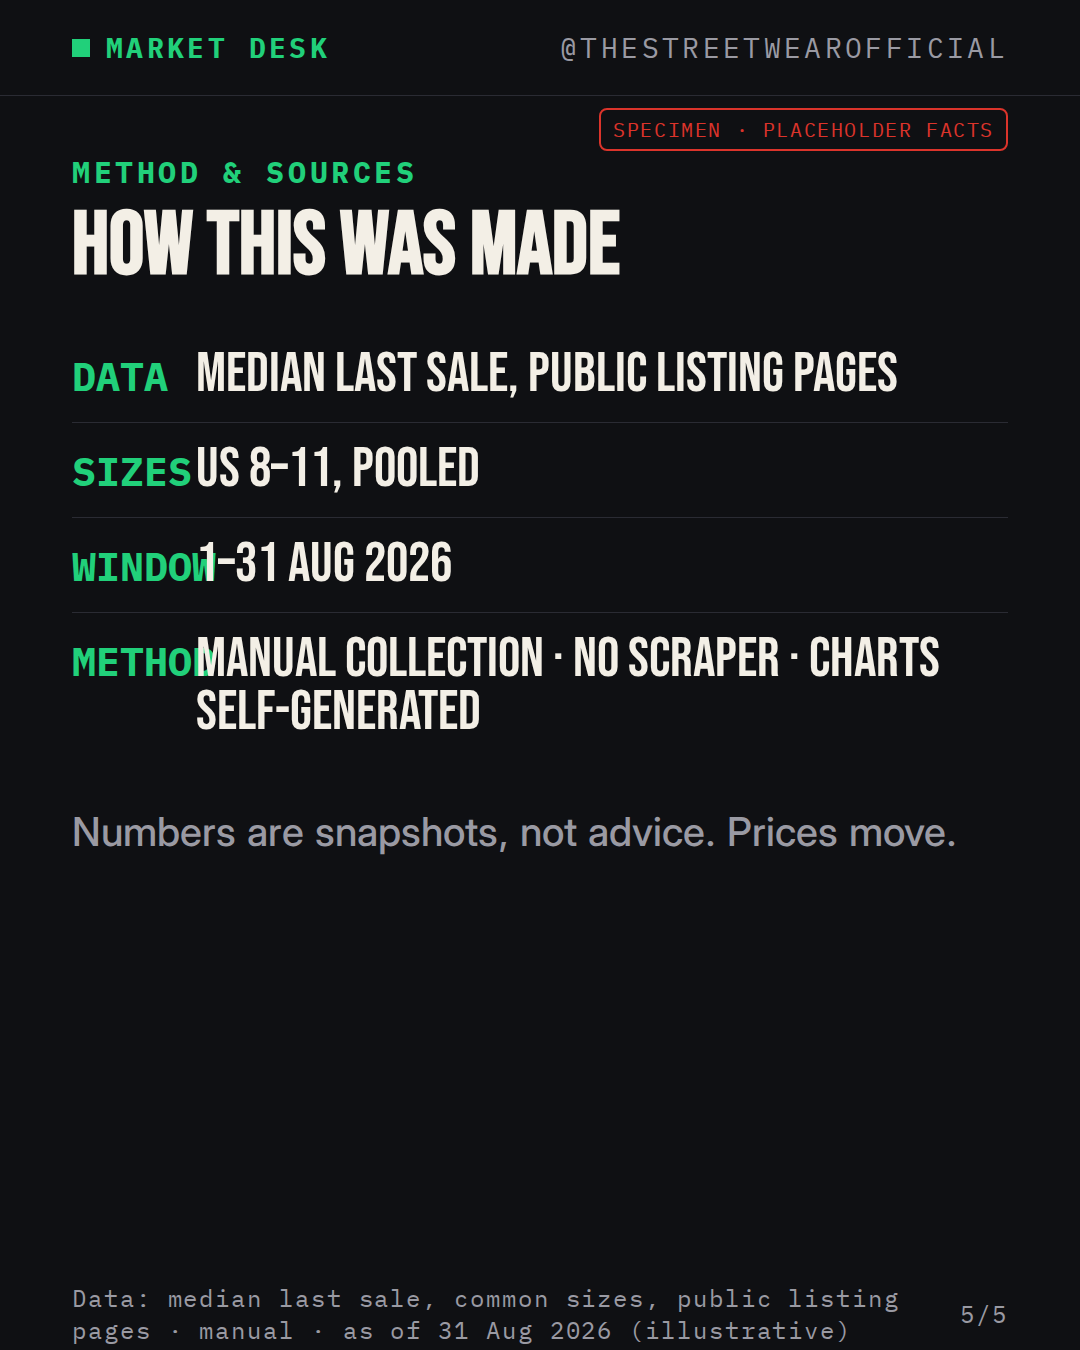 MARKET DESK
@THESTREETWEAROFFICIAL
SPECIMEN · PLACEHOLDER FACTS
METHOD & SOURCES
HOW THIS WAS MADE
DATA MEDIAN LAST SALE, PUBLIC LISTING PAGES
SIZES US 8–11, POOLED
WINDOW 1–31 AUG 2026
METHOD MANUAL COLLECTION · NO SCRAPER · CHARTS
SELF-GENERATED
Numbers are snapshots, not advice. Prices move.
Data: median last sale, common sizes, public listing
pages · manual · as of 31 Aug 2026 (illustrative)
5/5